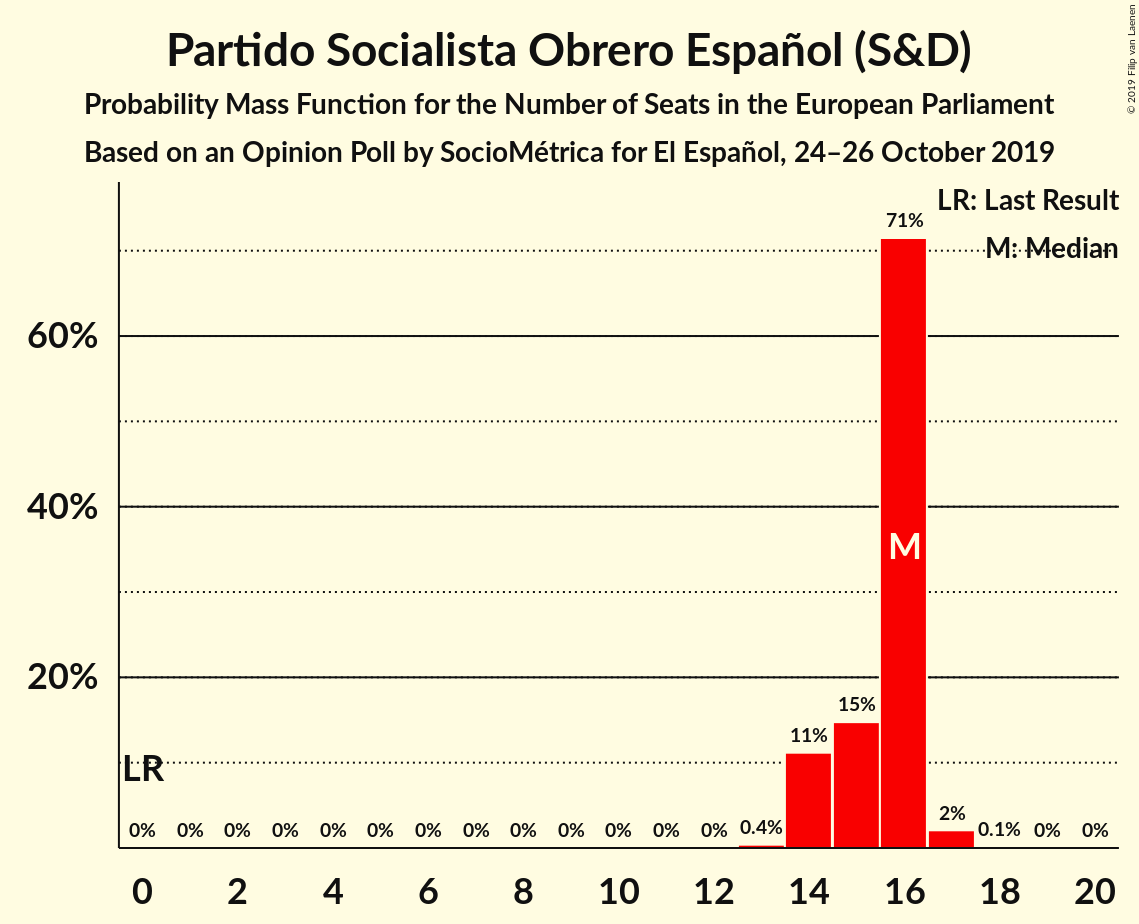 Partido Socialista Obrero Español (S&D)
Probability Mass Function for the Number of Seats in the European Parliament
Based on an Opinion Poll by SocioMétrica for El Español, 24–26 October 2019
© 2019 Filip van Laenen
LR: Last Result
M: Median
71%
60%
40%
M
20%
15%
11%
LR
0% 0% 0% 0% 0% 0% 0% 0% 0% 0% 0% 0% 0% 0.4% 2% 0.1% 0% 0%
0 2 4 6 8 10 12 14 16 18 20